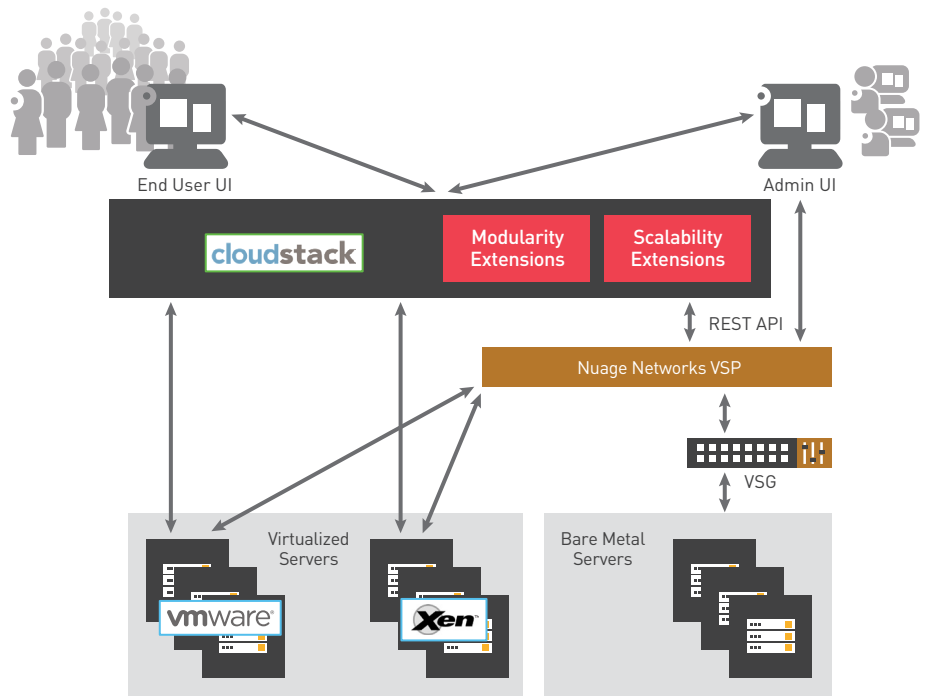 End User UI
Admin UI
cloudstack
Modularity
Extensions
Scalability
Extensions
REST API
Nuage Networks VSP
VSG
Virtualized
Servers
Bare Metal
Servers
vmware®
Xen™